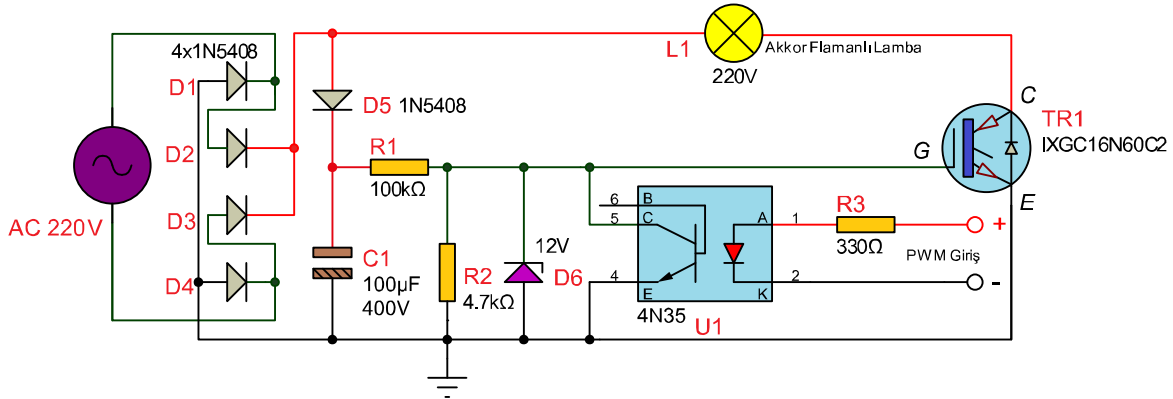 4x1N5408
D1
D2
D3
D4
AC 220V
D5 1N5408
R1
100kΩ
C1
100µF
400V
R2
4.7kΩ
12V
D6
L1
Akkor Flamanlı Lamba
220V
C
G
E
TR1
IXGC16N60C2
6 B
5 C
4
E
A 1
2
K
4N35
U1
R3
330Ω
+
PWM Giriş
-